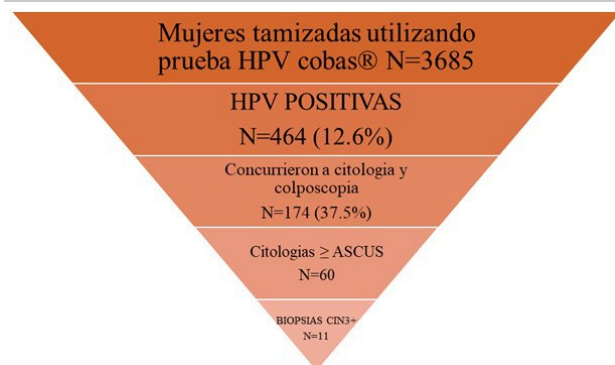 Mujeres tamizadas utilizando
prueba HPV cobas® N=3685
HPV POSITIVAS
N=464 (12.6%)
Concurrieron a citologia y
colposcopia
N=174 (37.5%)
Citologias ≥ ASCUS
N=60
BIOPSIAS CIN3+
N=11